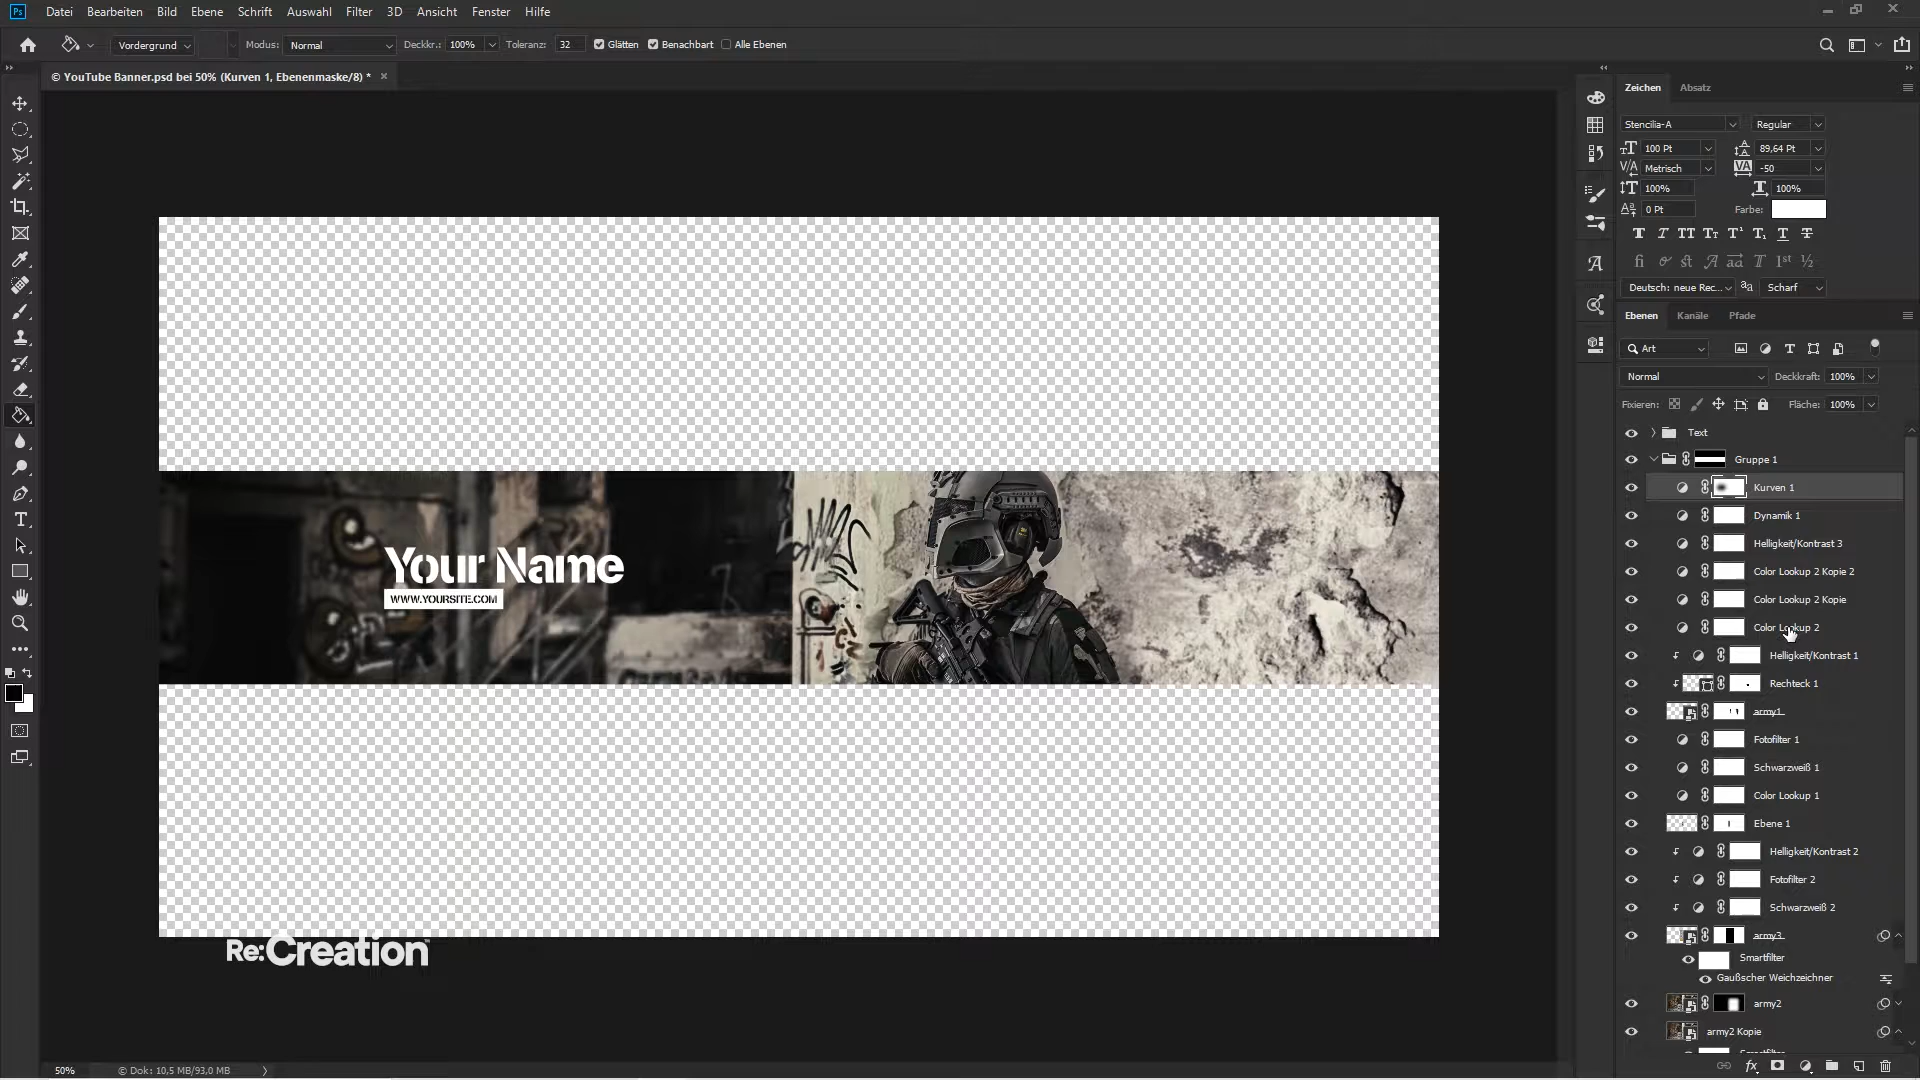 Ps Datei Bearbeiten Bild Ebene Schrift Auswahl Filter 3D Ansicht Fenster Hilfe
Vordergrund Modus: Normal Deckkr.: 100% Toleranz: 32 Glätten Benachbart Alle Ebenen
© YouTube Banner.psd bei 50% (Kurven 1, Ebenenmaske/8) *
Zeichen Absatz
Stencilia-A Regular
100 Pt 89,64 Pt
Metrisch -50
100% 100%
0 Pt Farbe:
Deutsch: neue Rec... aa Scharf
Ebenen Kanäle Pfade
Art
Normal Deckkraft: 100%
Fixieren: Fläche: 100%
Text
Gruppe 1
Kurven 1
Dynamik 1
Helligkeit/Kontrast 3
Color Lookup 2 Kopie 2
Color Lookup 2 Kopie
Color Lookup 2
Helligkeit/Kontrast 1
Rechteck 1
army1
Fotofilter 1
Schwarzweiß 1
Color Lookup 1
Ebene 1
Helligkeit/Kontrast 2
Fotofilter 2
Schwarzweiß 2
army3
Smartfilter
Gaußscher Weichzeichner
army2
army2 Kopie
Your Name
WWW.YOURSITE.COM
Re:Creation
50% © Dok: 10,5 MB/93,0 MB
fx